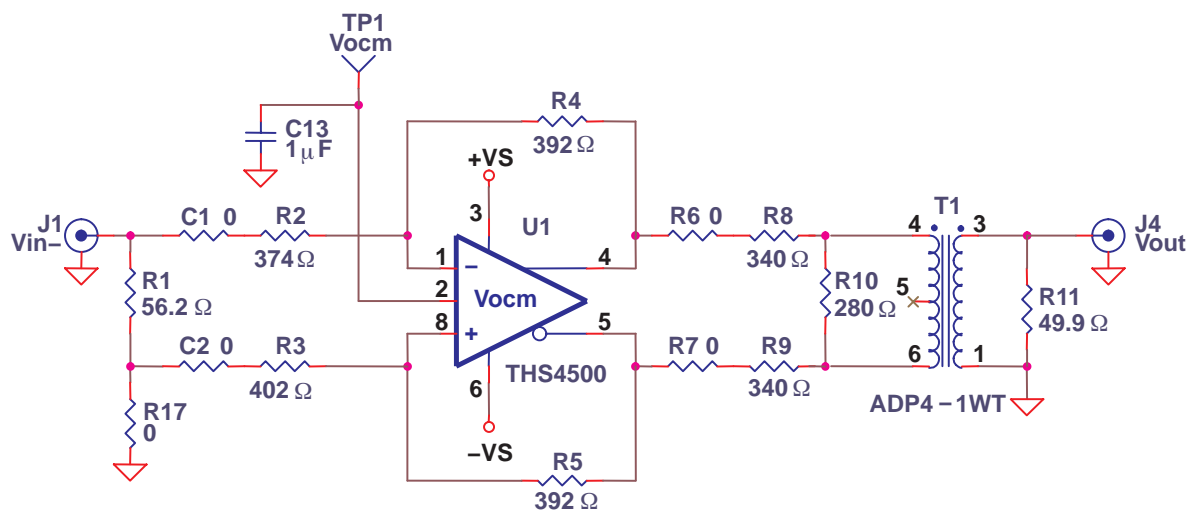 TP1
Vocm
C13
1 μF
R4
392 Ω
+VS
3
U1
J1
Vin−
C1 0
R2
374 Ω
R1
56.2 Ω
1
−
2
Vocm
8
+
4
5
6
THS4500
−VS
C2 0
R3
402 Ω
R17
0
R5
392 Ω
R6 0
R8
340 Ω
R10
280 Ω
R7 0
R9
340 Ω
T1
4
3
5
6
1
ADP4 −1WT
R11
49.9 Ω
J4
Vout